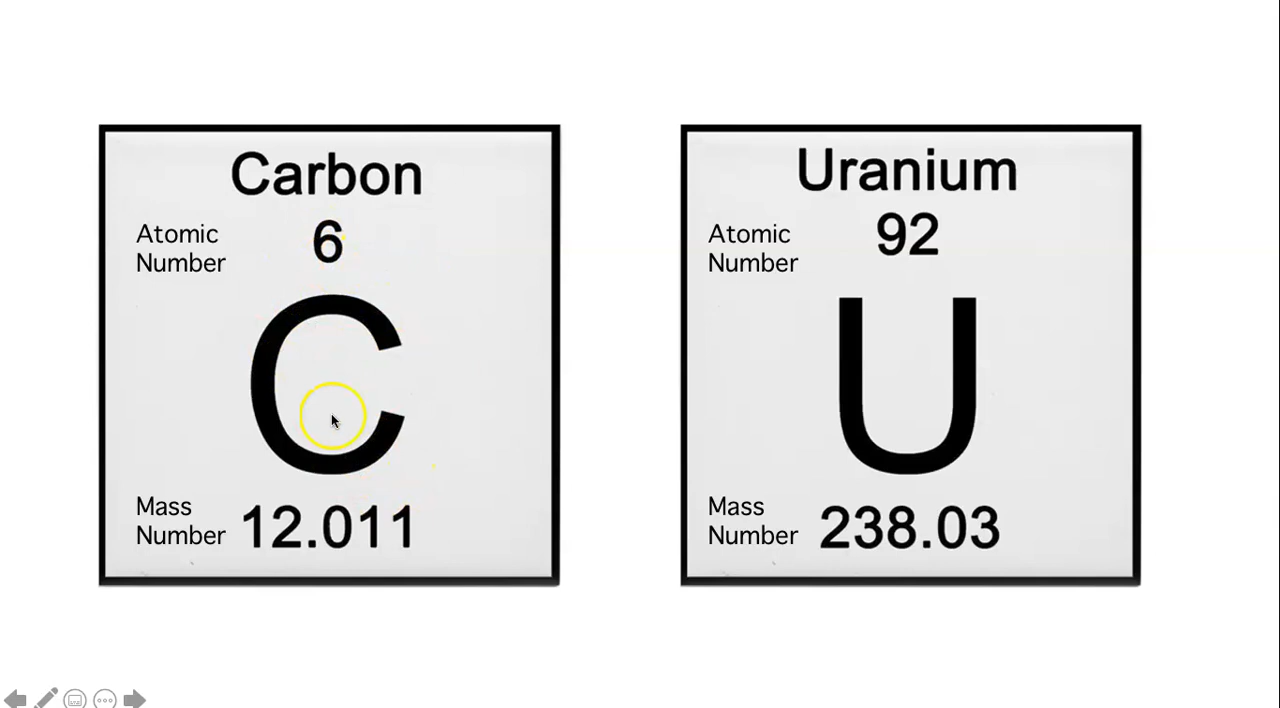 Carbon
Atomic
Number
6
C
Mass
Number
12.011
Uranium
Atomic
Number
92
U
Mass
Number
238.03